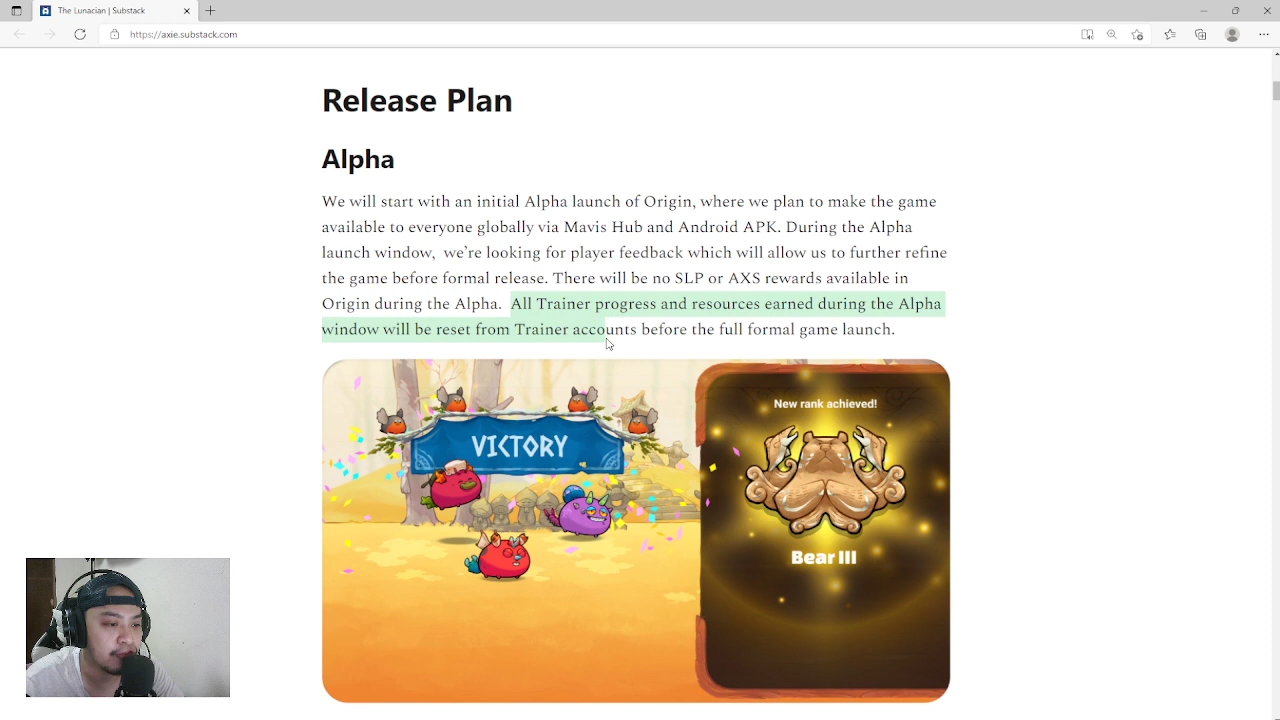 The Lunacian | Substack
https://axie.substack.com
Release Plan
Alpha
We will start with an initial Alpha launch of Origin, where we plan to make the game
available to everyone globally via Mavis Hub and Android APK. During the Alpha
launch window,  we’re looking for player feedback which will allow us to further refine
the game before formal release. There will be no SLP or AXS rewards available in
Origin during the Alpha.  All Trainer progress and resources earned during the Alpha
window will be reset from Trainer accounts before the full formal game launch.
VICTORY
New rank achieved!
Bear III